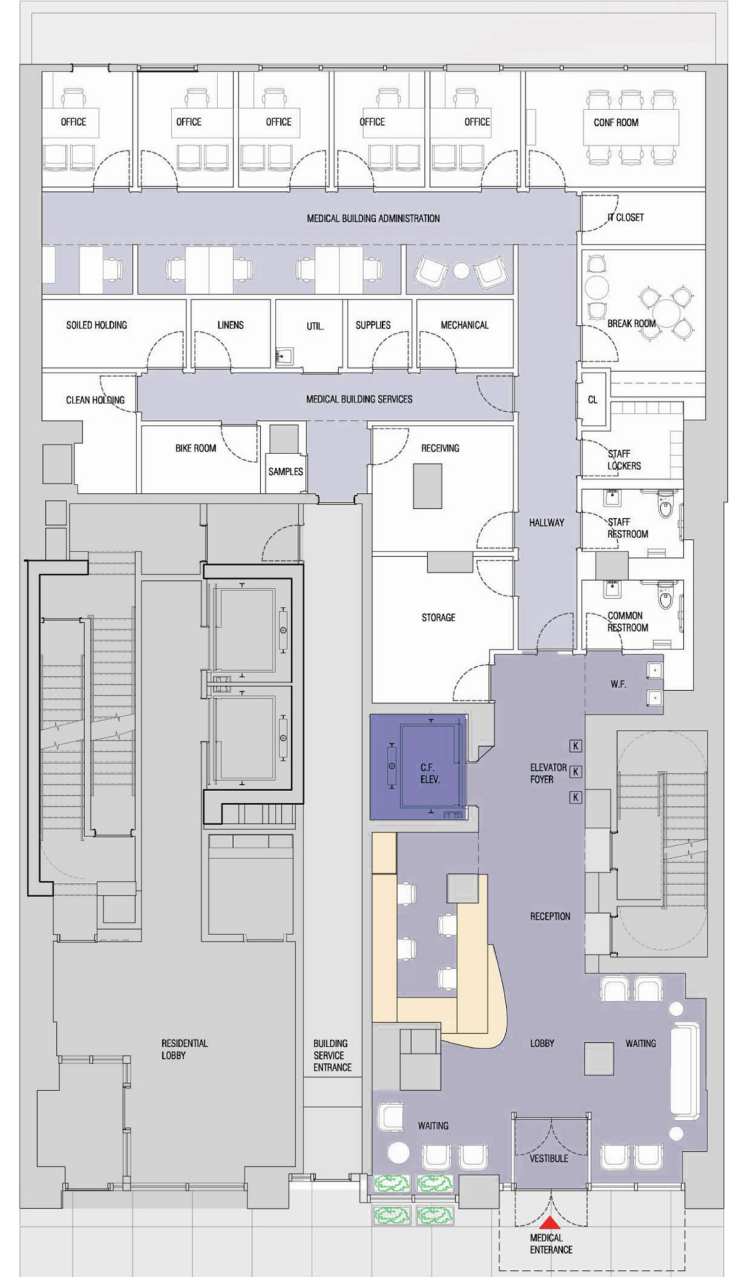 OFFICE
OFFICE
OFFICE
OFFICE
OFFICE
CONF ROOM
MEDICAL BUILDING ADMINISTRATION
IT CLOSET
SOILED HOLDING
LINENS
UTIL.
SUPPLIES
MECHANICAL
BREAK ROOM
CLEAN HOLDING
MEDICAL BUILDING SERVICES
CL
BIKE ROOM
SAMPLES
RECEIVING
STAFF
LOCKERS
HALLWAY
STAFF
RESTROOM
STORAGE
COMMON
RESTROOM
W.F.
K
C.F.
ELEV.
ELEVATOR
FOYER
K
K
RECEPTION
RESIDENTIAL
LOBBY
BUILDING
SERVICE
ENTRANCE
LOBBY
WAITING
WAITING
VESTIBULE
MEDICAL
ENTERANCE